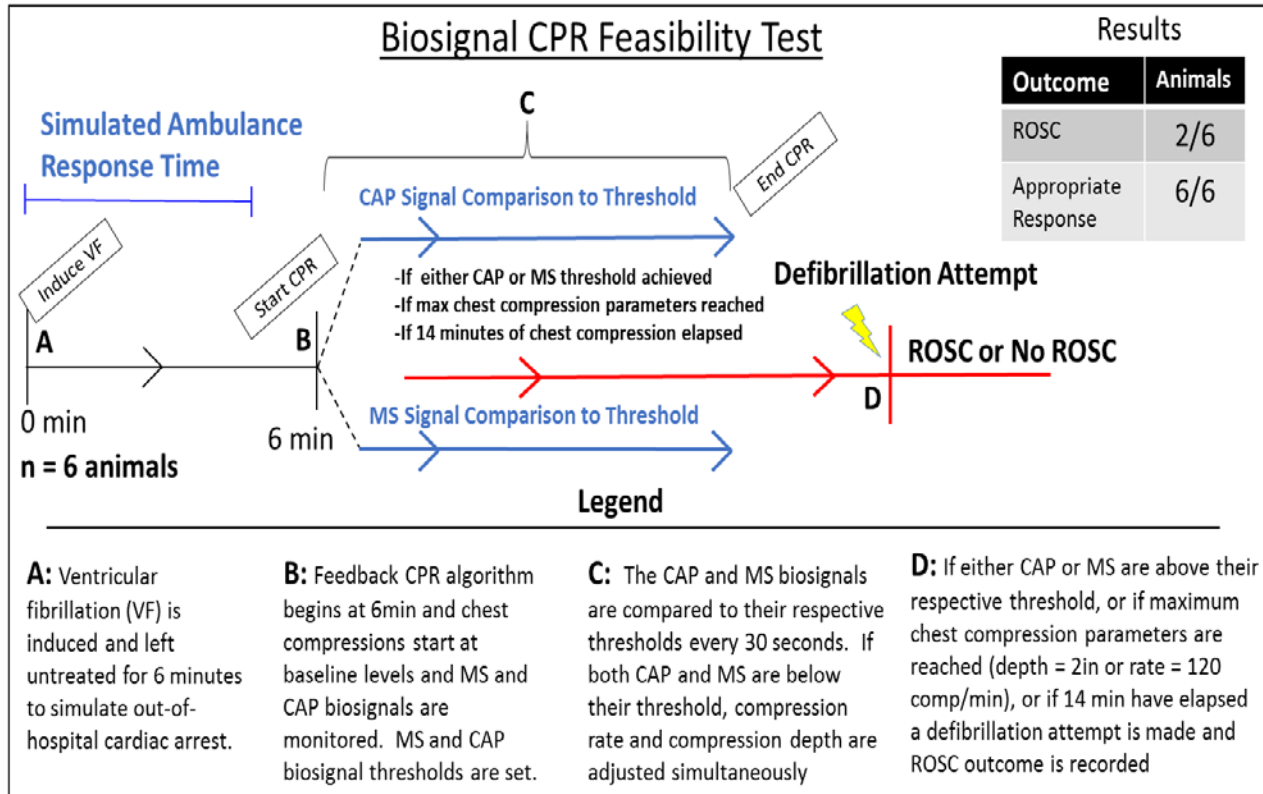 Biosignal CPR Feasibility Test
Results
Outcome Animals
ROSC 2/6
Appropriate
Response 6/6
Simulated Ambulance
Response Time
C
Induce VF
Start CPR
End CPR
CAP Signal Comparison to Threshold
-If either CAP or MS threshold achieved
-If max chest compression parameters reached
-If 14 minutes of chest compression elapsed
Defibrillation Attempt
A
B
D
ROSC or No ROSC
MS Signal Comparison to Threshold
0 min
6 min
n = 6 animals
Legend
A: Ventricular
fibrillation (VF) is
induced and left
untreated for 6 minutes
to simulate out-of-
hospital cardiac arrest.
B: Feedback CPR algorithm
begins at 6min and chest
compressions start at
baseline levels and MS and
CAP biosignals are
monitored. MS and CAP
biosignal thresholds are set.
C: The CAP and MS biosignals
are compared to their respective
thresholds every 30 seconds. If
both CAP and MS are below
their threshold, compression
rate and compression depth are
adjusted simultaneously
D: If either CAP or MS are above their
respective threshold, or if maximum
chest compression parameters are
reached (depth = 2in or rate = 120
comp/min), or if 14 min have elapsed
a defibrillation attempt is made and
ROSC outcome is recorded